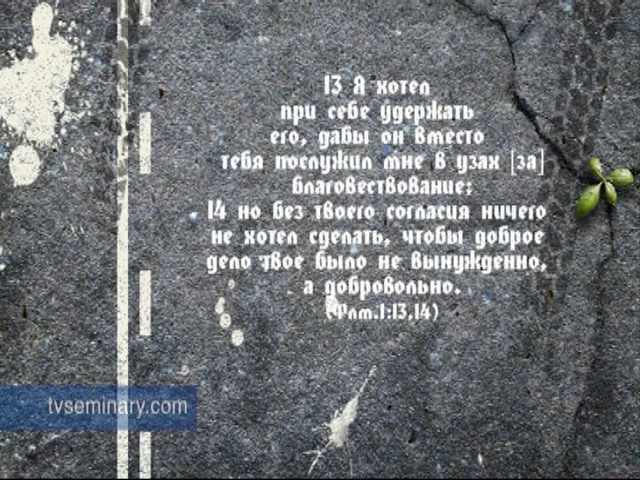 13 Я хотел
при себе удержать
его, дабы он вместо
тебя послужил мне в узах [за]
благовествование;
14 но без твоего согласия ничего
не хотел сделать, чтобы доброе
дело твое было не вынужденно,
а добровольно.
(Флм.1:13,14)
tvseminary.com